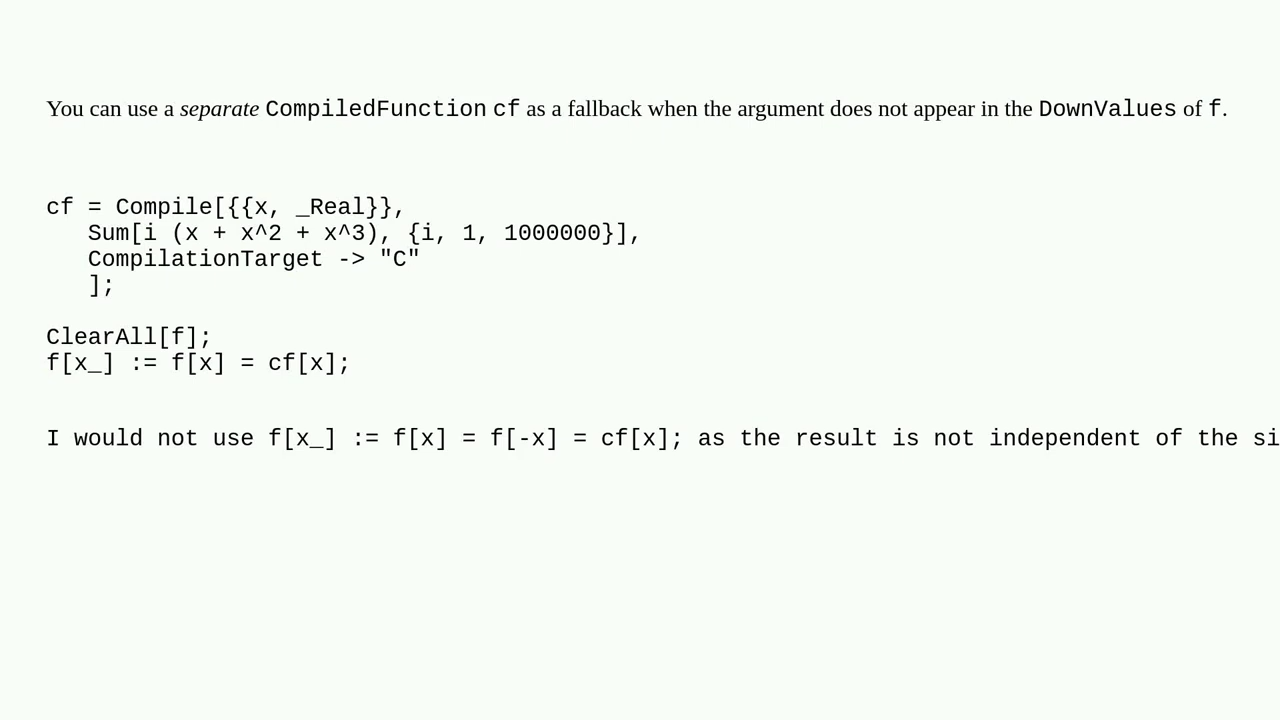 You can use a separate CompiledFunction cf as a fallback when the argument does not appear in the DownValues of f.
cf = Compile[{{x, _Real}},
   Sum[i (x + x^2 + x^3), {i, 1, 1000000}],
   CompilationTarget -> "C"
   ];
ClearAll[f];
f[x_] := f[x] = cf[x];
I would not use f[x_] := f[x] = f[-x] = cf[x]; as the result is not independent of the